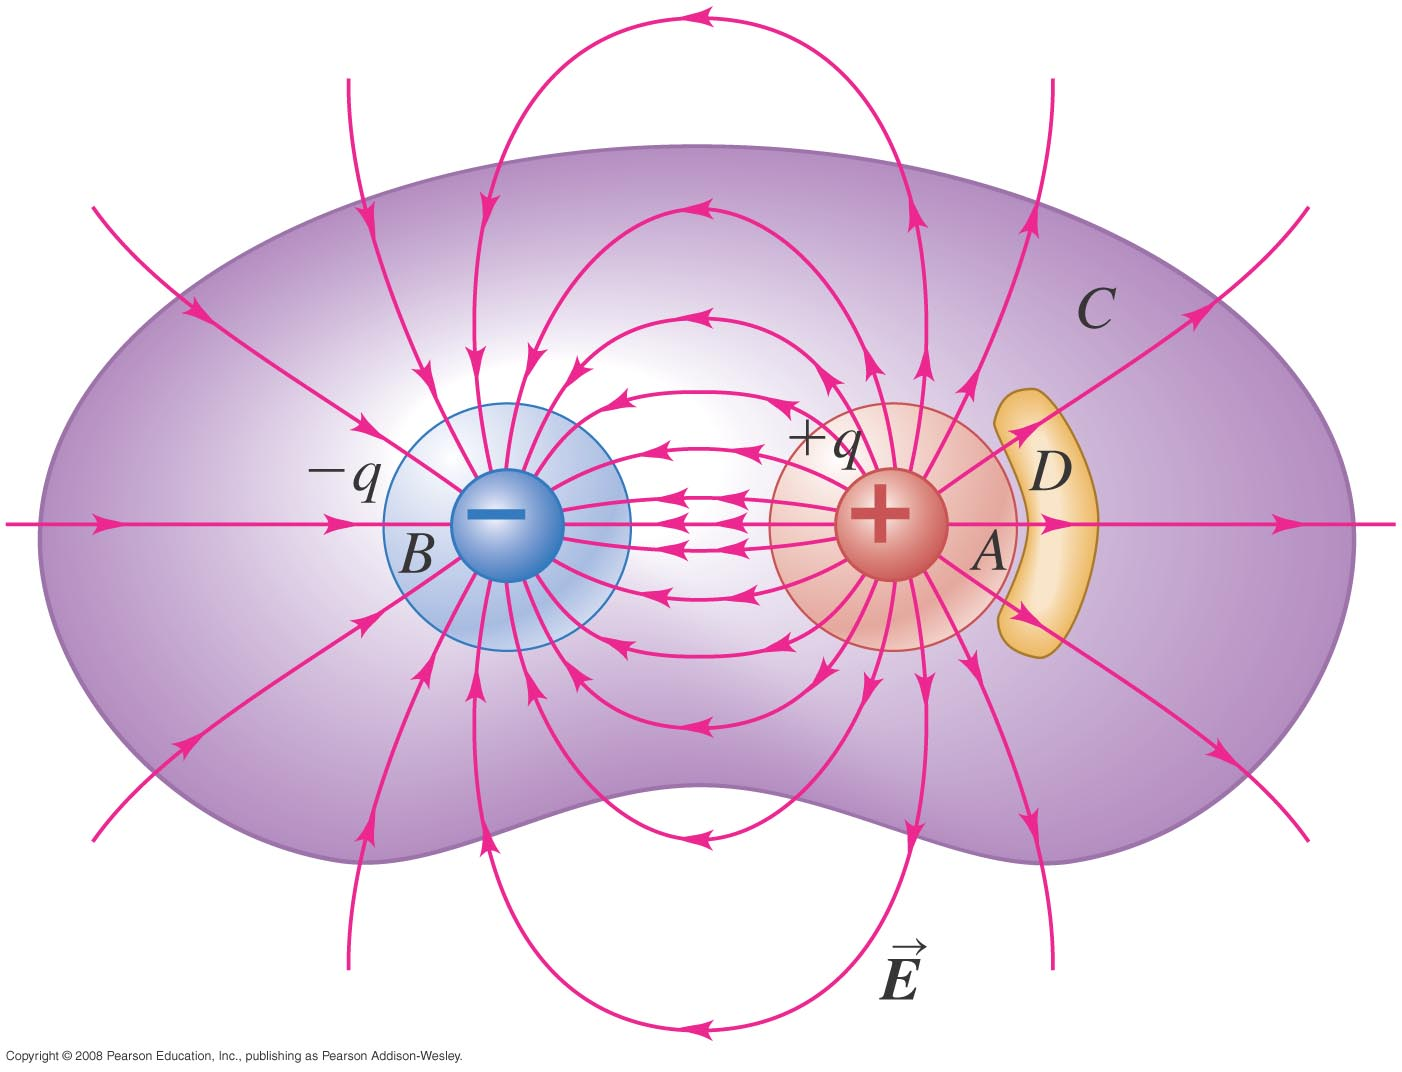 C
+q
−q
D
− +
B
A
E⃗
Copyright © 2008 Pearson Education, Inc., publishing as Pearson Addison-Wesley.